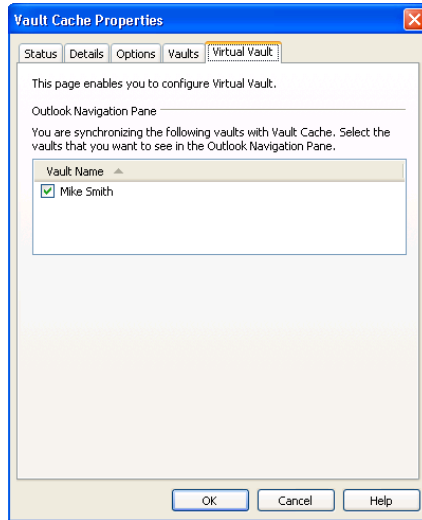 Vault Cache Properties
Status Details Options Vaults Virtual Vault
This page enables you to configure Virtual Vault.
Outlook Navigation Pane
You are synchronizing the following vaults with Vault Cache. Select the
vaults that you want to see in the Outlook Navigation Pane.
Vault Name
Mike Smith
OK Cancel Help